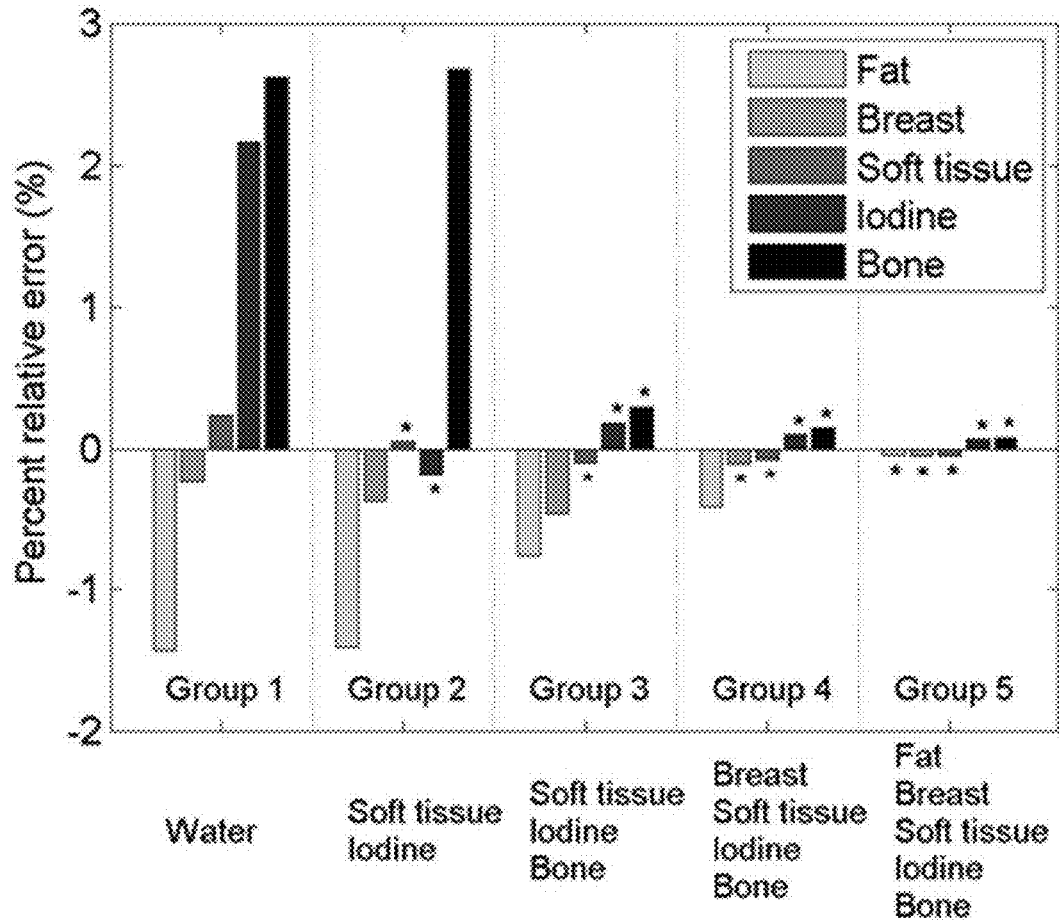 3
2
1
0
-1
-2
Percent relative error (%)
Fat
Breast
Soft tissue
Iodine
Bone
*
*
*
*
*
*
*
*
*
*
*
*
*
*
Group 1
Group 2
Group 3
Group 4
Group 5
Water
Soft tissue
Iodine
Soft tissue
Iodine
Bone
Breast
Soft tissue
Iodine
Bone
Fat
Breast
Soft tissue
Iodine
Bone